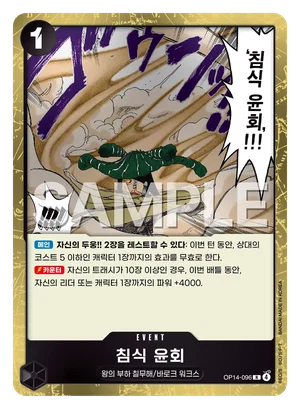 1
'침식 윤회,
!!!
SAMPLE
메인 자신의 두웅!! 2장을 레스트할 수 있다: 이번 턴 동안, 상대의
코스트 5 이하인 캐릭터 1장까지의 효과를 무효로 한다.
카운터 자신의 트래시가 10장 이상인 경우, 이번 배틀 동안,
자신의 리더 또는 캐릭터 1장까지의 파워 +4000.
EVENT
침식 윤회
왕의 부하 칠무해/바로크 워크스
OP14-096 R 4